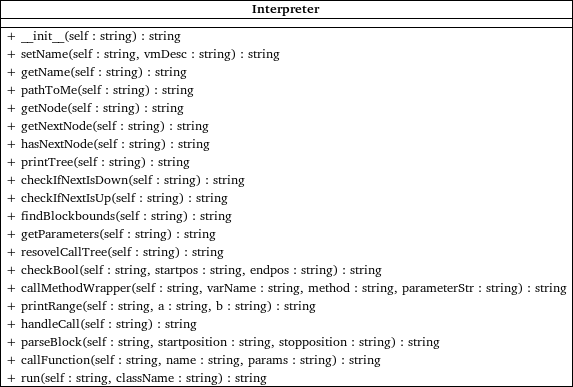 Interpreter
+ __init__(self : string) : string
+ setName(self : string, vmDesc : string) : string
+ getName(self : string) : string
+ pathToMe(self : string) : string
+ getNode(self : string) : string
+ getNextNode(self : string) : string
+ hasNextNode(self : string) : string
+ printTree(self : string) : string
+ checkIfNextIsDown(self : string) : string
+ checkIfNextIsUp(self : string) : string
+ findBlockbounds(self : string) : string
+ getParameters(self : string) : string
+ resovelCallTree(self : string) : string
+ checkBool(self : string, startpos : string, endpos : string) : string
+ callMethodWrapper(self : string, varName : string, method : string, parameterStr : string) : string
+ printRange(self : string, a : string, b : string) : string
+ handleCall(self : string) : string
+ parseBlock(self : string, startposition : string, stopposition : string) : string
+ callFunction(self : string, name : string, params : string) : string
+ run(self : string, className : string) : string